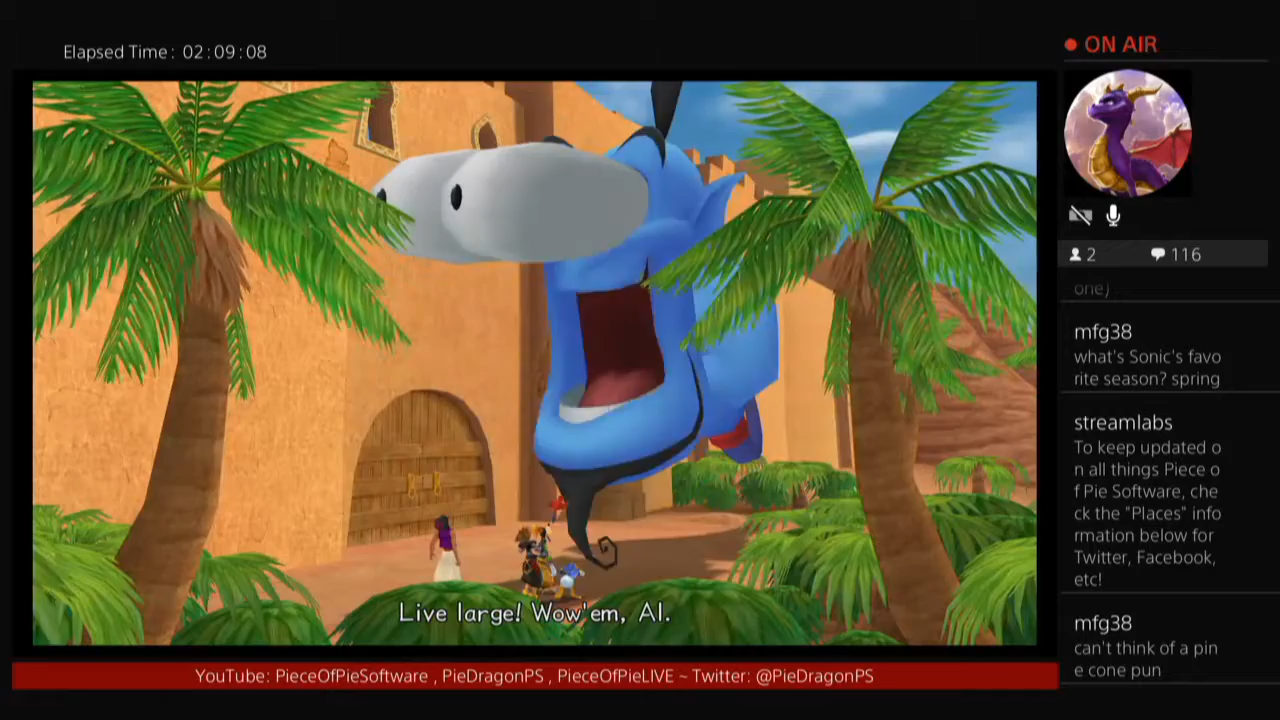 Elapsed Time: 02:09:08
ON AIR
2
116
one)
mfg38
what's Sonic's favo
rite season? spring
streamlabs
To keep updated o
n all things Piece o
f Pie Software, che
ck the "Places" info
rmation below for
Twitter, Facebook,
etc!
mfg38
can't think of a pin
e cone pun
Live large! Wow'em, Al.
YouTube: PieceOfPieSoftware , PieDragonPS , PieceOfPieLIVE ~ Twitter: @PieDragonPS